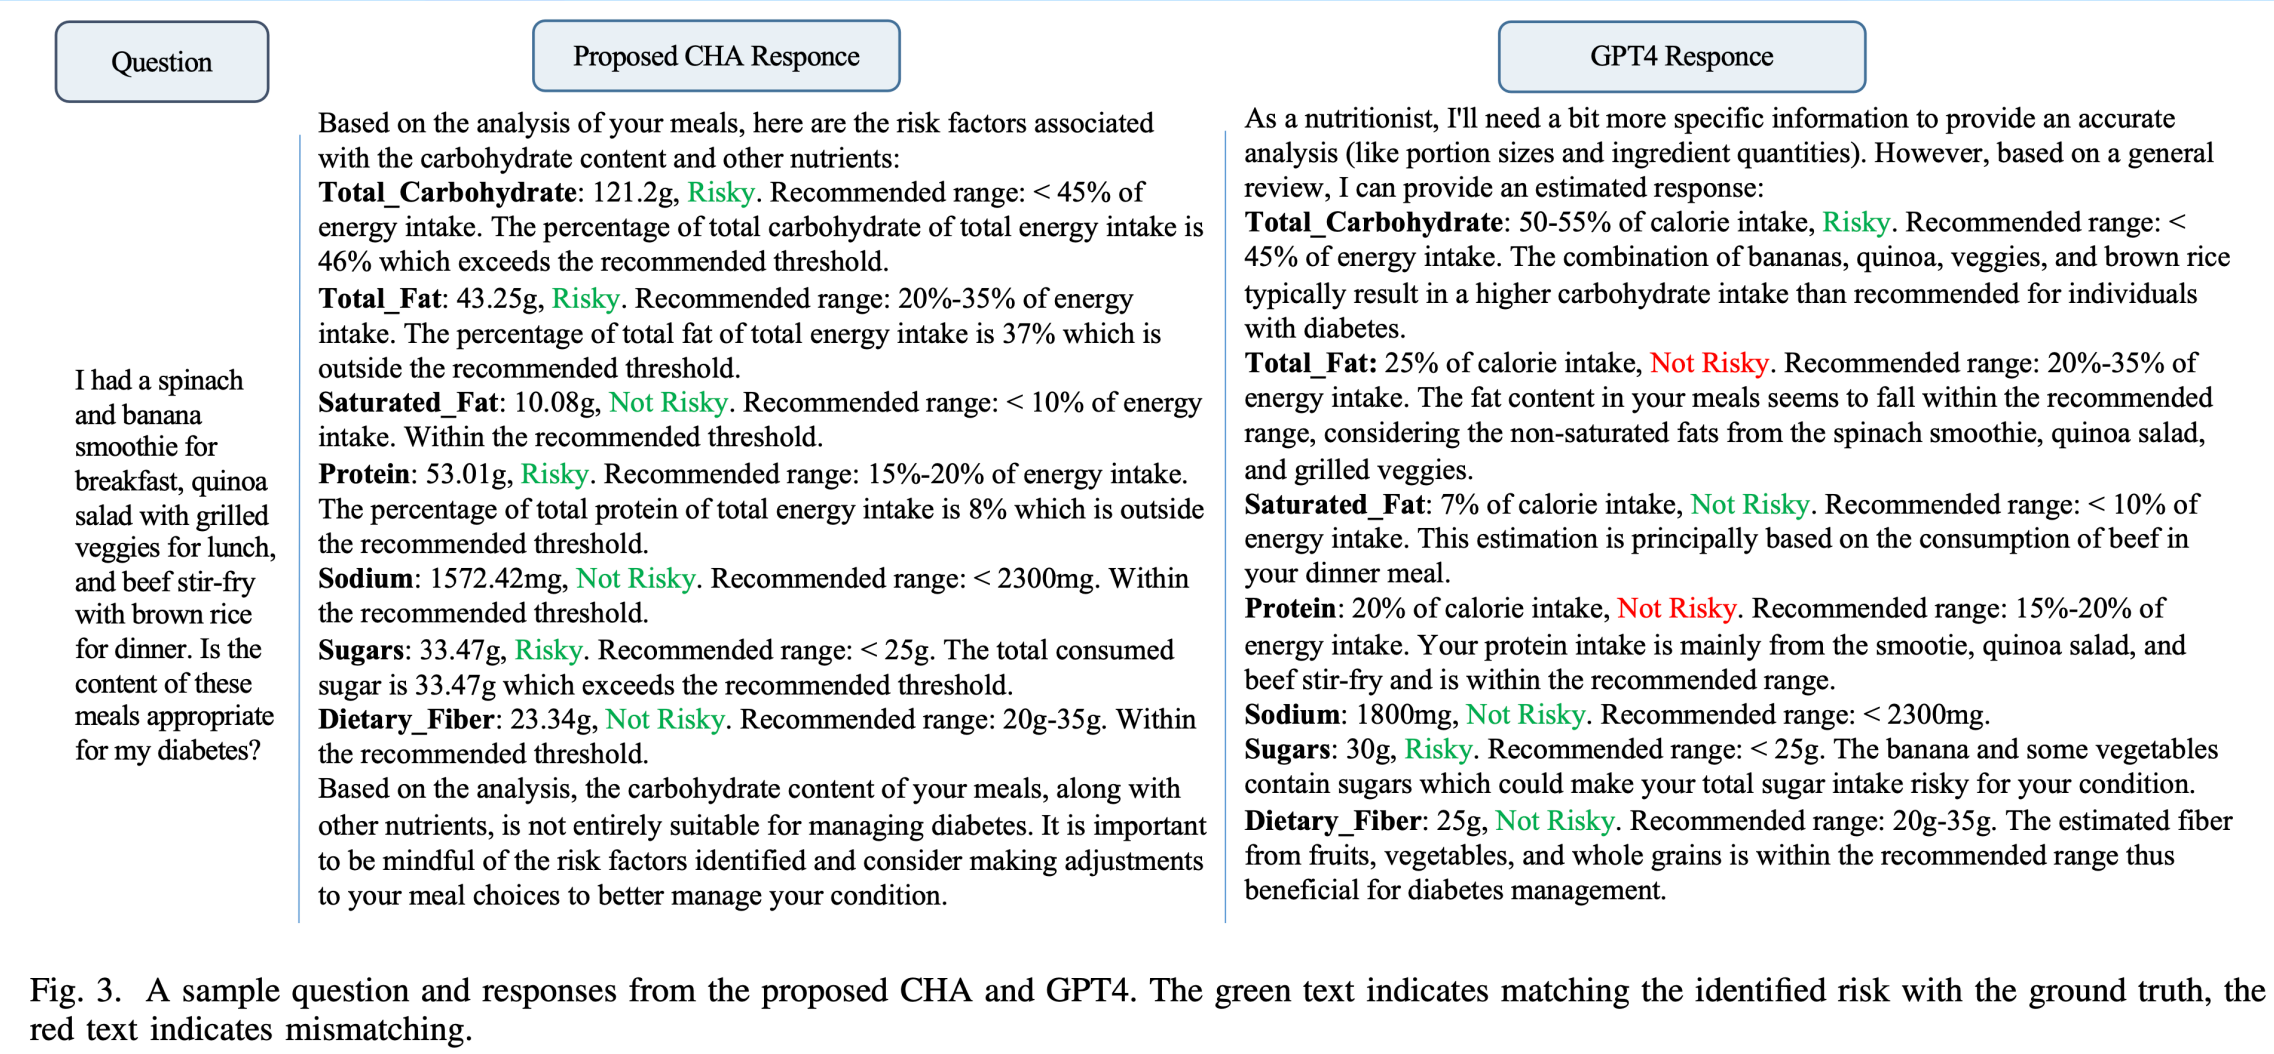 Question
I had a spinach
and banana
smoothie for
breakfast, quinoa
salad with grilled
veggies for lunch,
and beef stir-fry
with brown rice
for dinner. Is the
content of these
meals appropriate
for my diabetes?
Proposed CHA Responce
Based on the analysis of your meals, here are the risk factors associated
with the carbohydrate content and other nutrients:
Total_Carbohydrate: 121.2g, Risky. Recommended range: < 45% of
energy intake. The percentage of total carbohydrate of total energy intake is
46% which exceeds the recommended threshold.
Total_Fat: 43.25g, Risky. Recommended range: 20%-35% of energy
intake. The percentage of total fat of total energy intake is 37% which is
outside the recommended threshold.
Saturated_Fat: 10.08g, Not Risky. Recommended range: < 10% of energy
intake. Within the recommended threshold.
Protein: 53.01g, Risky. Recommended range: 15%-20% of energy intake.
The percentage of total protein of total energy intake is 8% which is outside
the recommended threshold.
Sodium: 1572.42mg, Not Risky. Recommended range: < 2300mg. Within
the recommended threshold.
Sugars: 33.47g, Risky. Recommended range: < 25g. The total consumed
sugar is 33.47g which exceeds the recommended threshold.
Dietary_Fiber: 23.34g, Not Risky. Recommended range: 20g-35g. Within
the recommended threshold.
Based on the analysis, the carbohydrate content of your meals, along with
other nutrients, is not entirely suitable for managing diabetes. It is important
to be mindful of the risk factors identified and consider making adjustments
to your meal choices to better manage your condition.
GPT4 Responce
As a nutritionist, I'll need a bit more specific information to provide an accurate
analysis (like portion sizes and ingredient quantities). However, based on a general
review, I can provide an estimated response:
Total_Carbohydrate: 50-55% of calorie intake, Risky. Recommended range: <
45% of energy intake. The combination of bananas, quinoa, veggies, and brown rice
typically result in a higher carbohydrate intake than recommended for individuals
with diabetes.
Total_Fat: 25% of calorie intake, Not Risky. Recommended range: 20%-35% of
energy intake. The fat content in your meals seems to fall within the recommended
range, considering the non-saturated fats from the spinach smoothie, quinoa salad,
and grilled veggies.
Saturated_Fat: 7% of calorie intake, Not Risky. Recommended range: < 10% of
energy intake. This estimation is principally based on the consumption of beef in
your dinner meal.
Protein: 20% of calorie intake, Not Risky. Recommended range: 15%-20% of
energy intake. Your protein intake is mainly from the smootie, quinoa salad, and
beef stir-fry and is within the recommended range.
Sodium: 1800mg, Not Risky. Recommended range: < 2300mg.
Sugars: 30g, Risky. Recommended range: < 25g. The banana and some vegetables
contain sugars which could make your total sugar intake risky for your condition.
Dietary_Fiber: 25g, Not Risky. Recommended range: 20g-35g. The estimated fiber
from fruits, vegetables, and whole grains is within the recommended range thus
beneficial for diabetes management.
Fig. 3. A sample question and responses from the proposed CHA and GPT4. The green text indicates matching the identified risk with the ground truth, the
red text indicates mismatching.